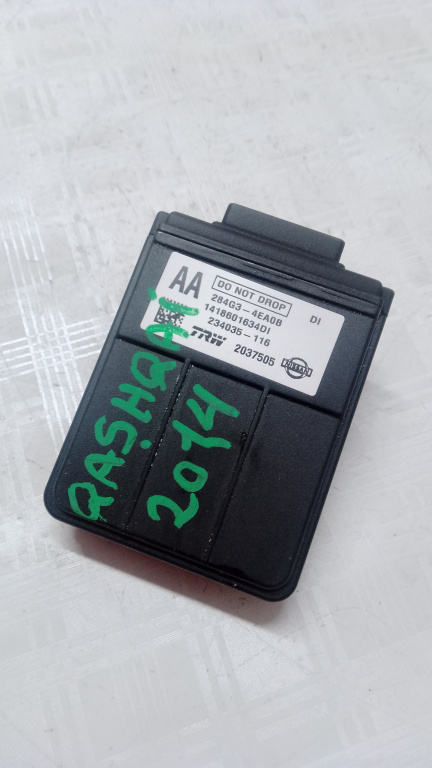 AA
DO NOT DROP
DI
284G3-4EA0B
1418601634DI
234035-116
TRW
2037505
NISSAN
QASHQAI
2014